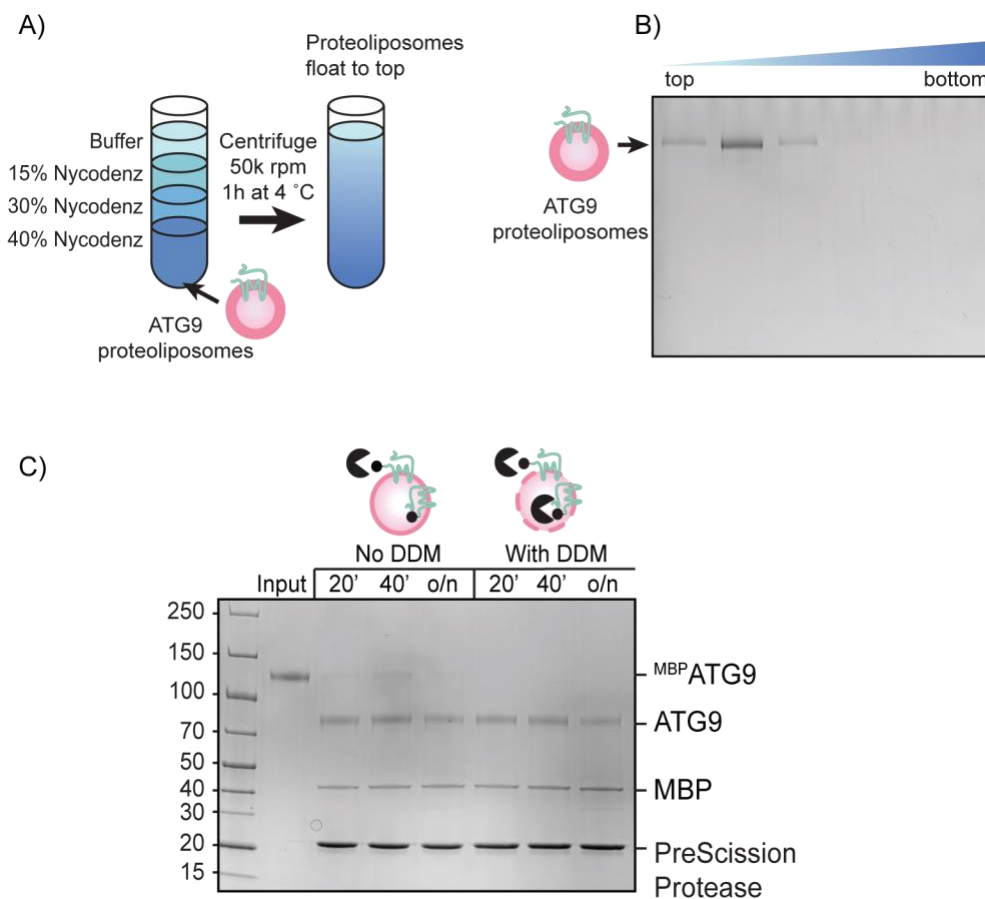 A)
Proteoliposomes
float to top
Buffer
15% Nycodenz
30% Nycodenz
40% Nycodenz
Centrifuge
50k rpm
1h at 4 ˚C
ATG9
proteoliposomes
B)
top
bottom
ATG9
proteoliposomes
C)
No DDM
With DDM
Input 20’ 40’ o/n 20’ 40’ o/n
250
150
100
70
50
40
30
20
15
MBPATG9
ATG9
MBP
PreScission
Protease